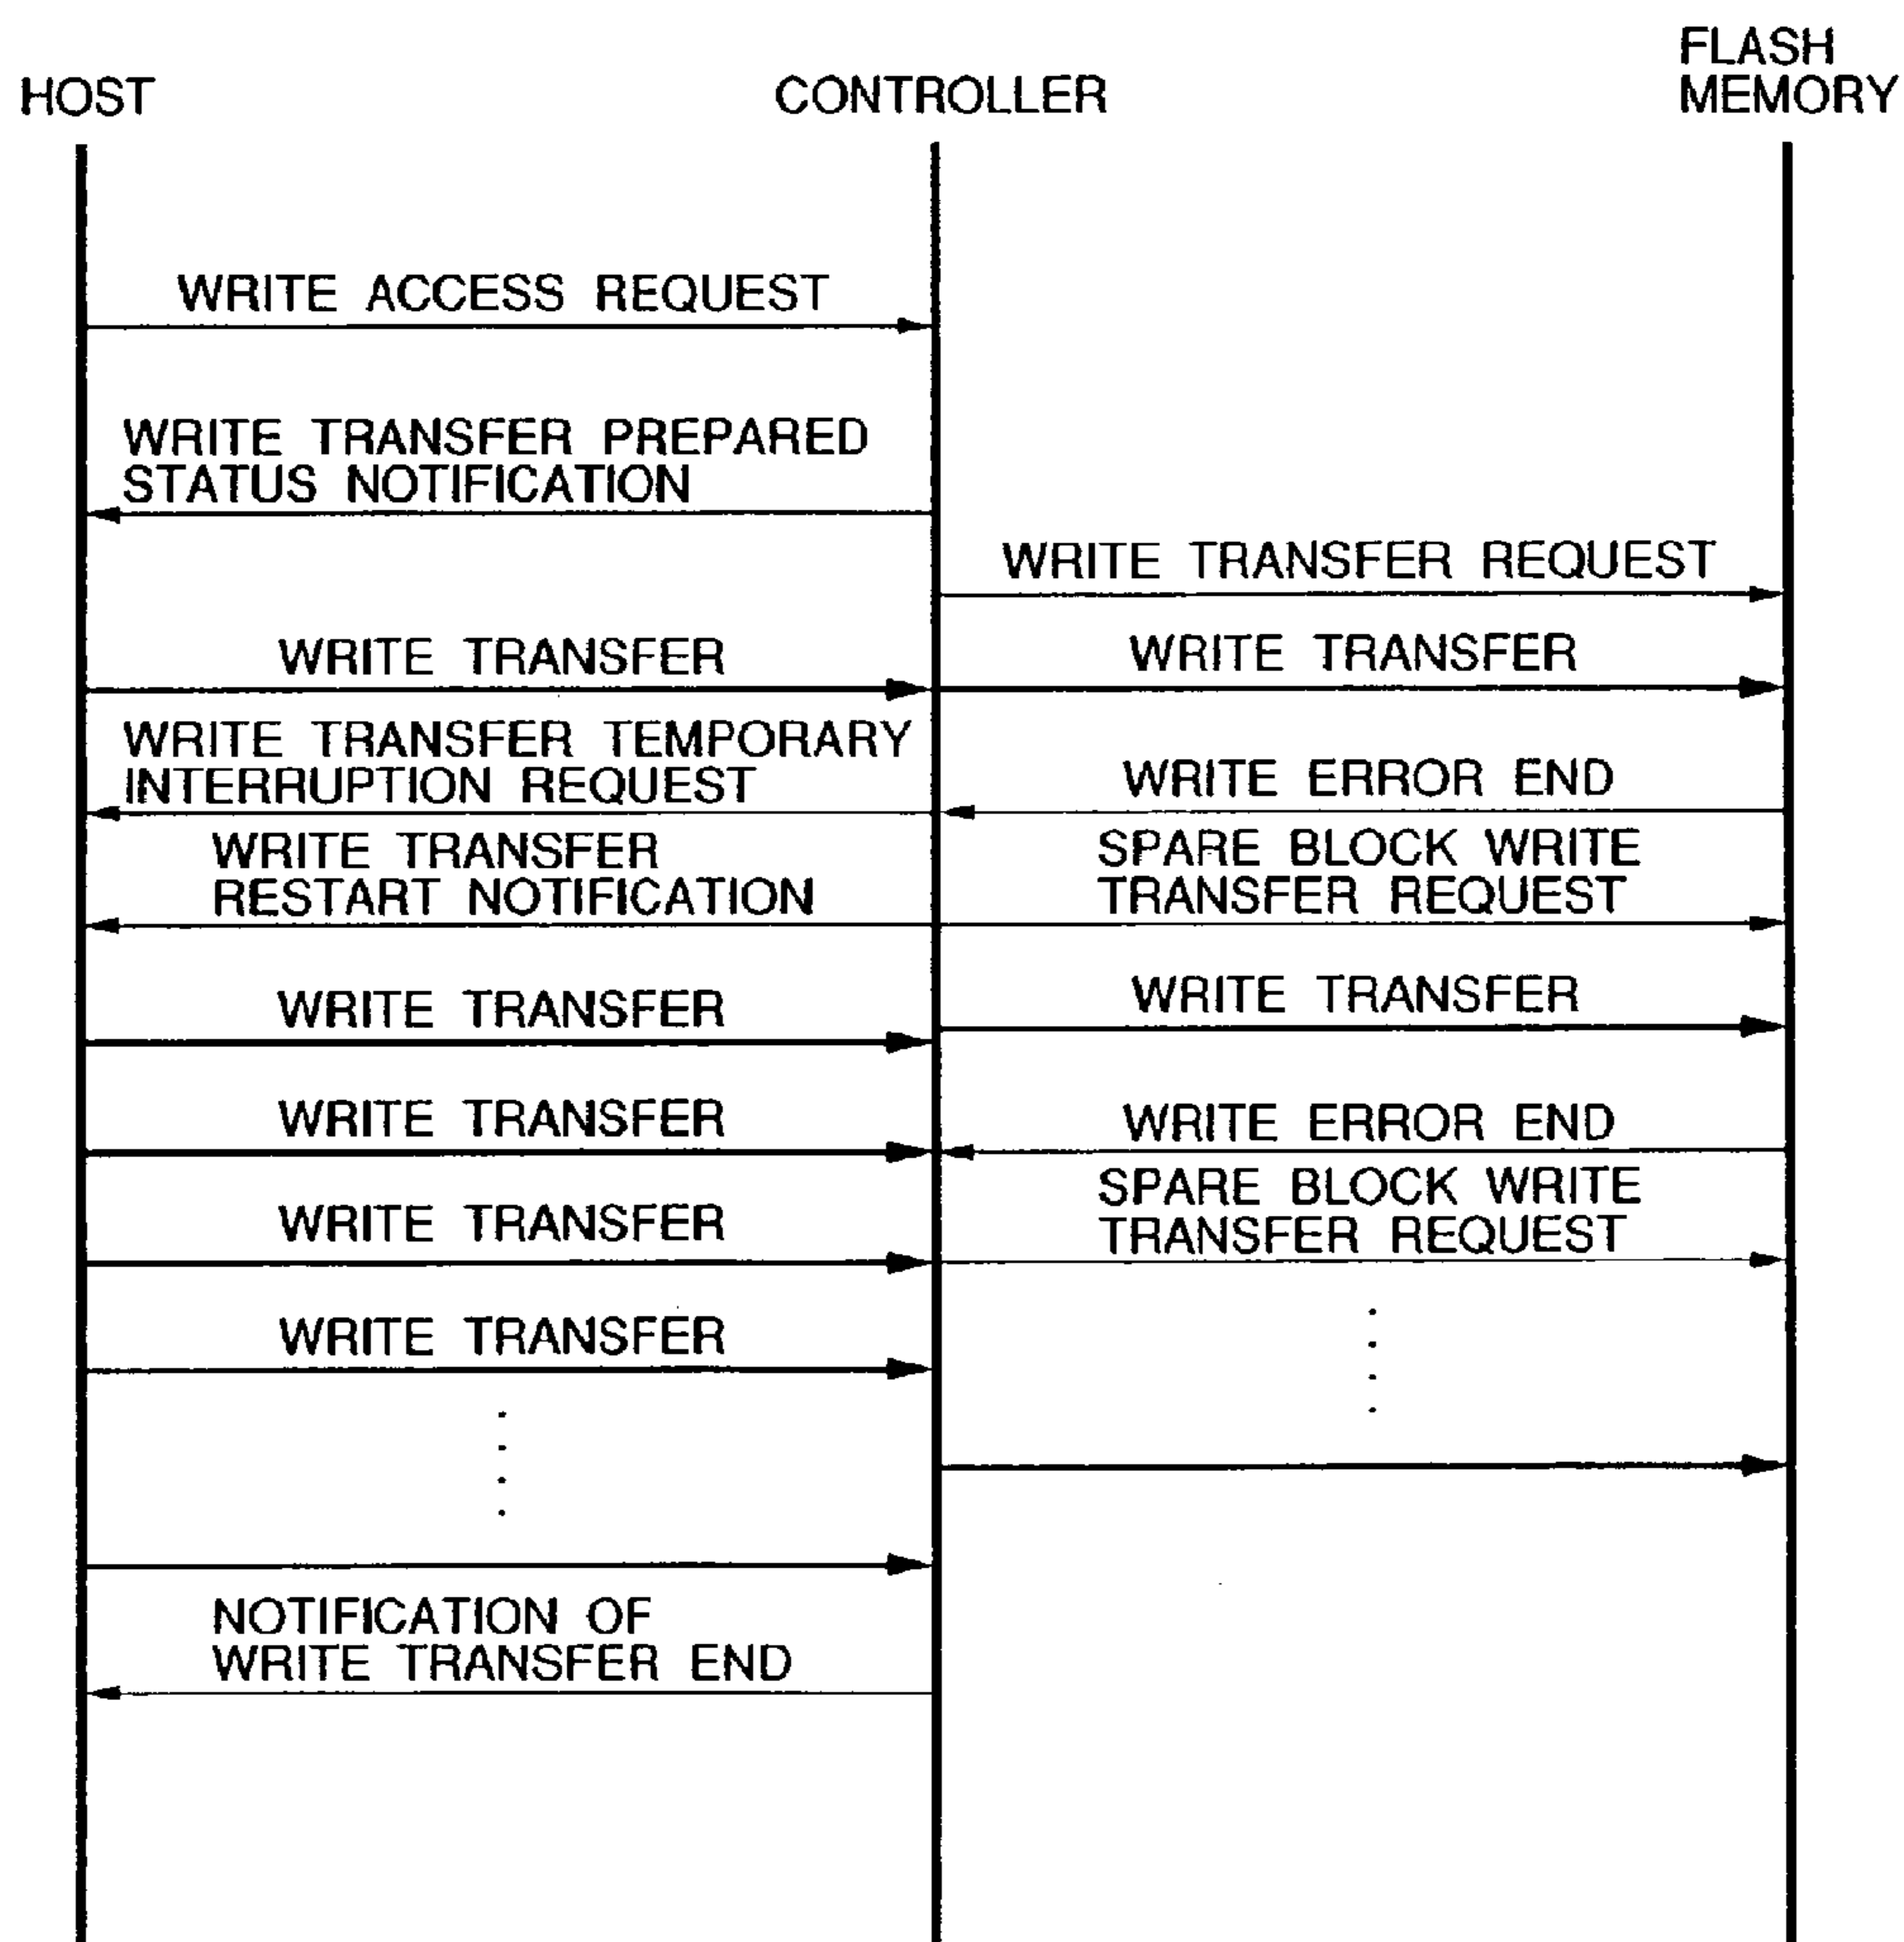 HOST
CONTROLLER
FLASH
MEMORY
WRITE ACCESS REQUEST
WRITE TRANSFER PREPARED
STATUS NOTIFICATION
WRITE TRANSFER REQUEST
WRITE TRANSFER
WRITE TRANSFER
WRITE TRANSFER TEMPORARY
INTERRUPTION REQUEST
WRITE ERROR END
WRITE TRANSFER
RESTART NOTIFICATION
SPARE BLOCK WRITE
TRANSFER REQUEST
WRITE TRANSFER
WRITE TRANSFER
WRITE TRANSFER
WRITE ERROR END
WRITE TRANSFER
SPARE BLOCK WRITE
TRANSFER REQUEST
WRITE TRANSFER
NOTIFICATION OF
WRITE TRANSFER END